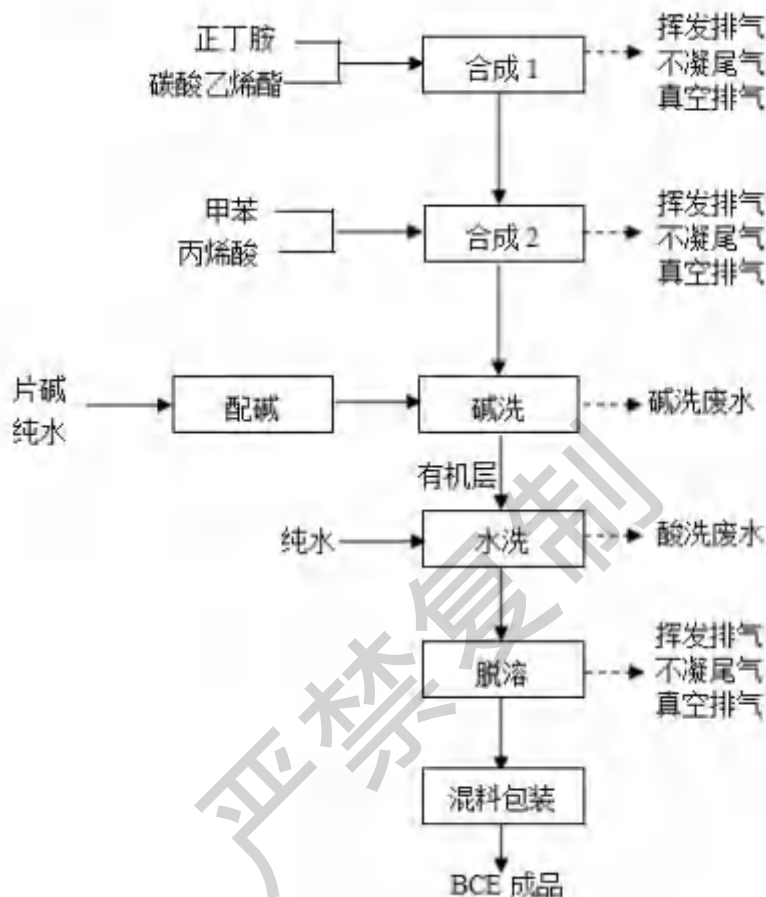 正丁胺
碳酸乙烯酯
合成 1
挥发排气
不凝尾气
真空排气
甲苯
丙烯酸
合成 2
挥发排气
不凝尾气
真空排气
片碱
纯水
配碱
碱洗
碱洗废水
有机层
纯水
水洗
酸洗废水
脱溶
挥发排气
不凝尾气
真空排气
混料包装
BCE 成品
严禁复制